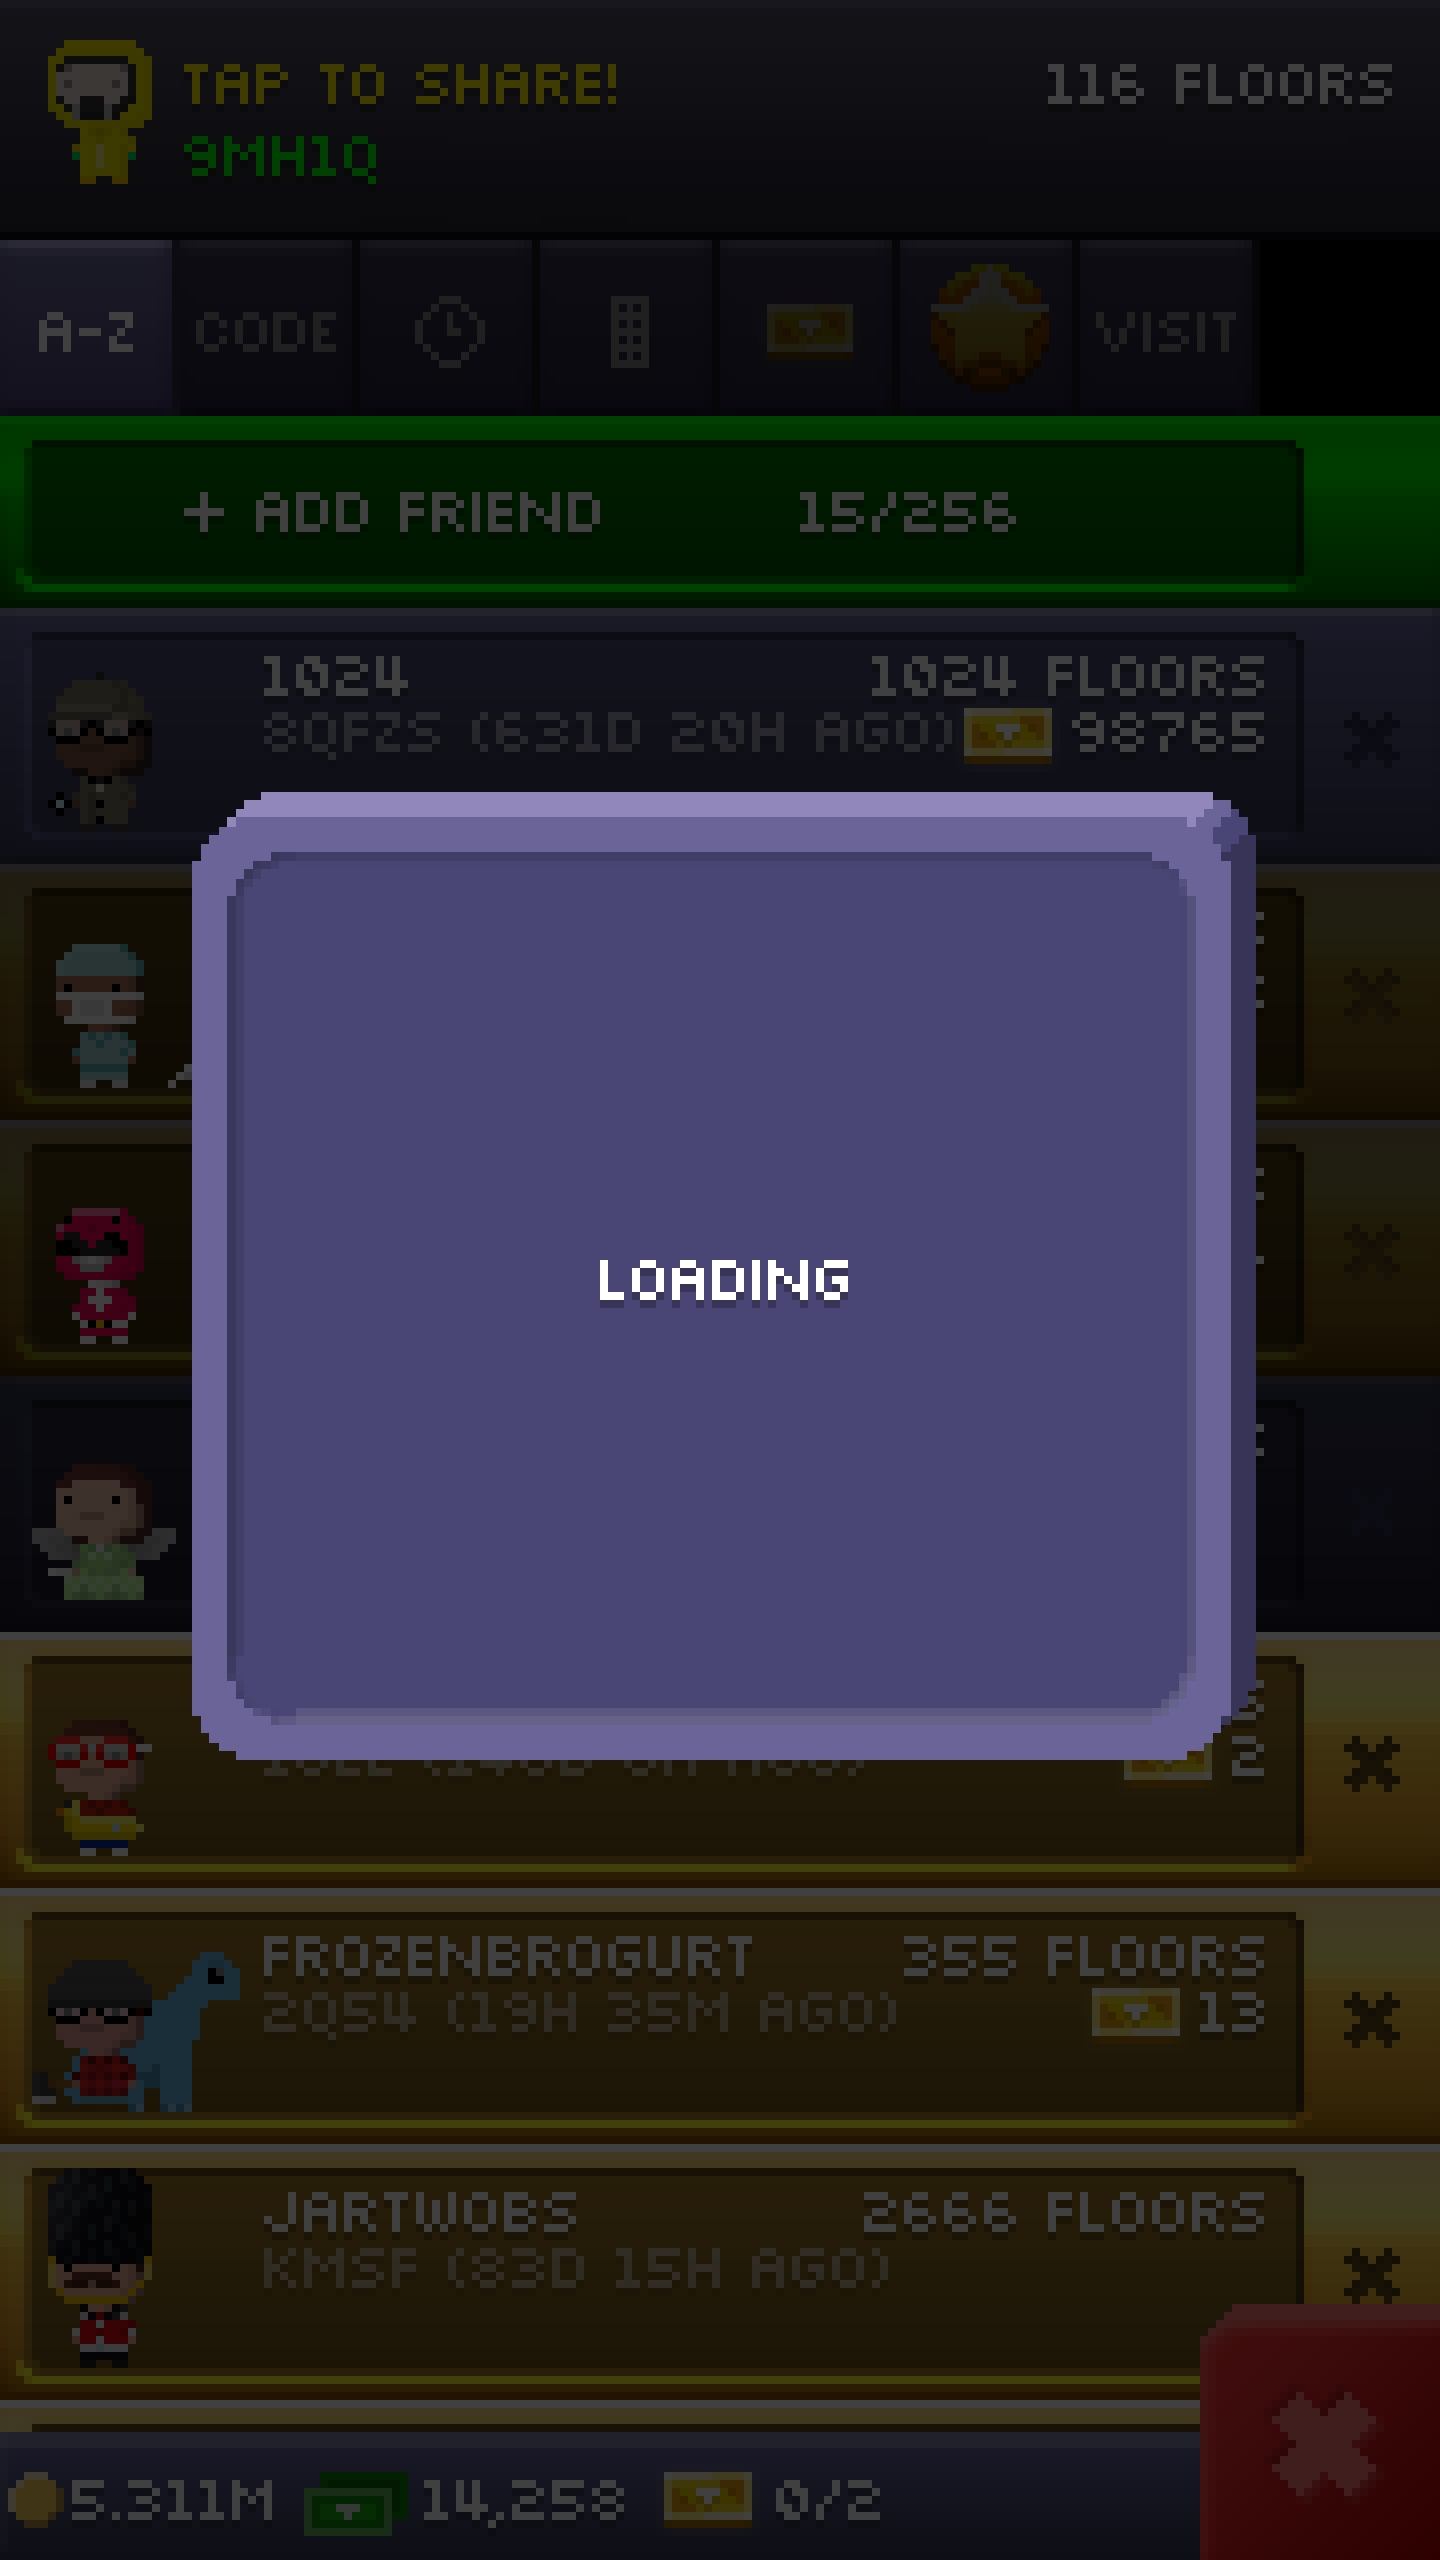 TAP TO SHARE!
116 FLOORS
9MH1Q
A-Z
CODE
VISIT
+ ADD FRIEND
15/256
1024
1024 FLOORS
8QFZS (631D 20H AGO)
98765
LOADING
2
FROZENBROGURT
355 FLOORS
2Q54 (19H 35M AGO)
13
JARTWOBS
2666 FLOORS
KMSF (83D 15H AGO)
5.311M
14,258
0/2